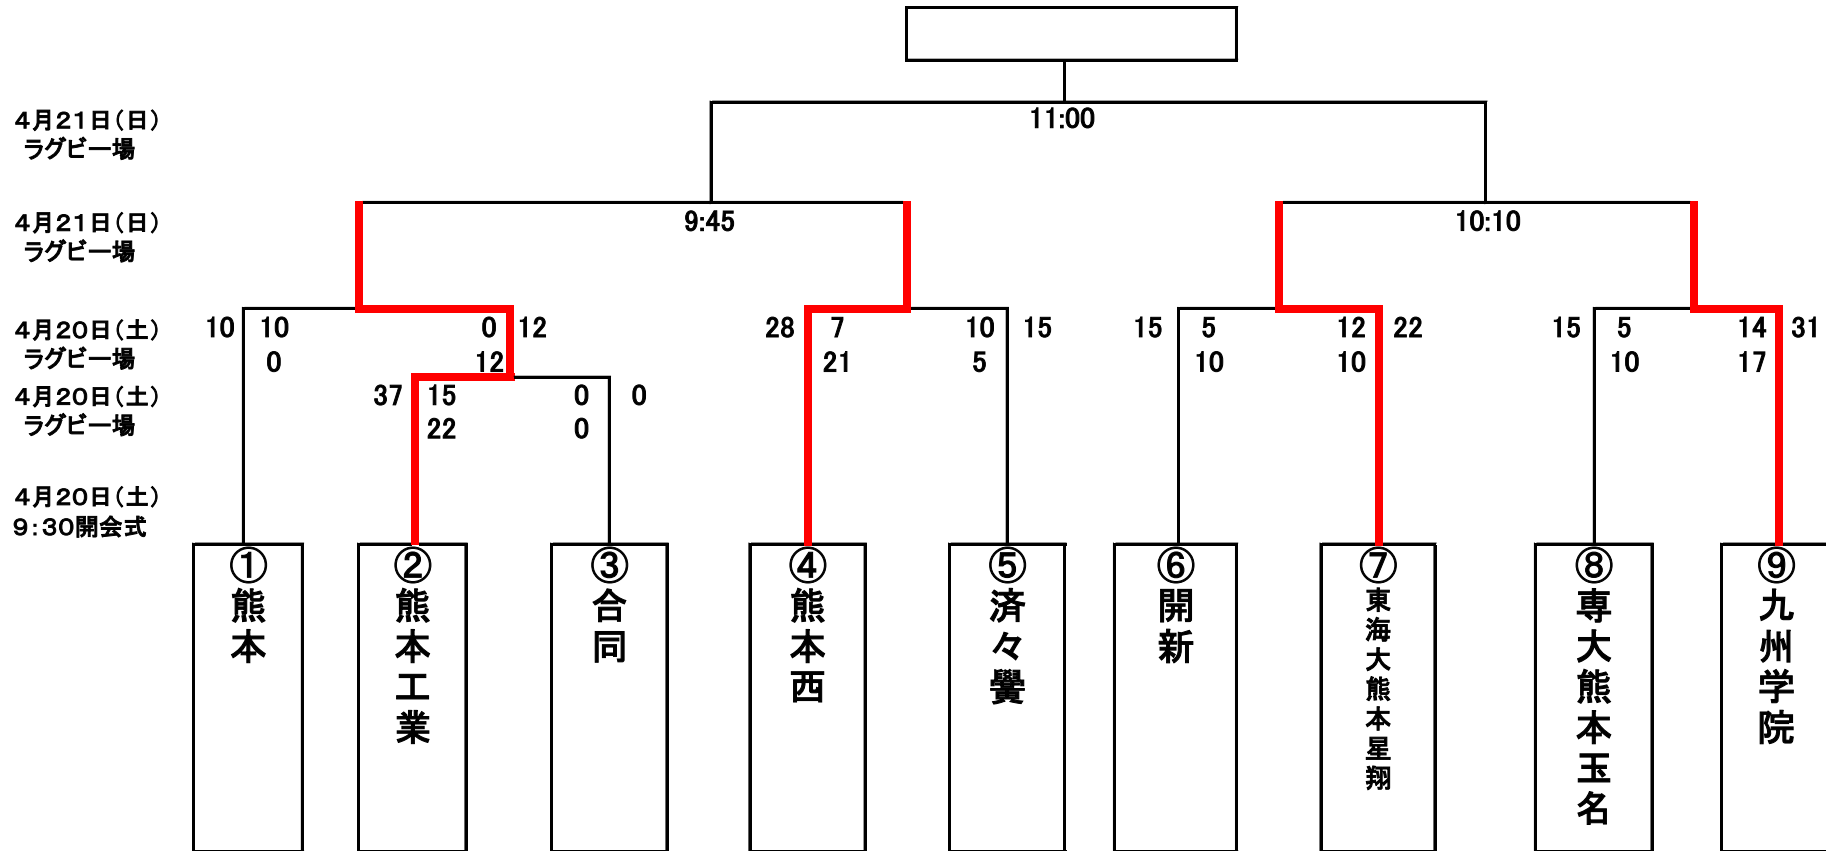 4月21日(日)
ラグビー場
11:00
4月21日(日)
ラグビー場
9:45
10:10
4月20日(土)
ラグビー場
10 10 0 12
0 12
28 7 10 15
21 5
15 5 12 22
10 10
15 5 14 31
10 17
4月20日(土)
ラグビー場
37 15 0 0
22 0
4月20日(土)
9:30開会式
①熊本
②熊本工業
③合同
④熊本西
⑤済々黌
⑥開新
⑦東海大熊本星翔
⑧専大熊本玉名
⑨九州学院